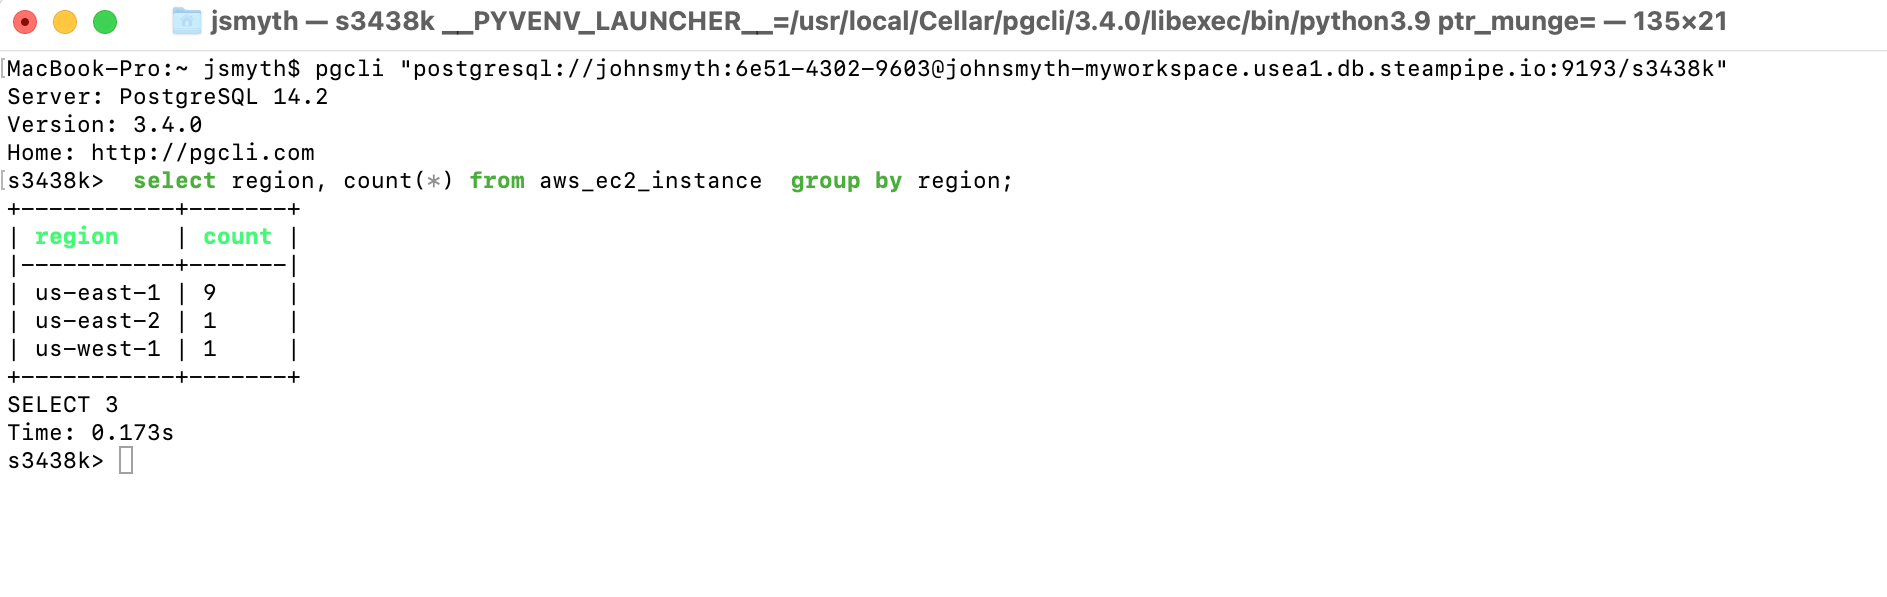 jsmyth — s3438k __PYVENV_LAUNCHER__=/usr/local/Cellar/pgcli/3.4.0/libexec/bin/python3.9 ptr_munge= — 135×21
[MacBook-Pro:~ jsmyth$ pgcli "postgresql://johnsmyth:6e51-4302-9603@johnsmyth-myworkspace.usea1.db.steampipe.io:9193/s3438k"
Server: PostgreSQL 14.2
Version: 3.4.0
Home: http://pgcli.com
[s3438k>  select region, count(*) from aws_ec2_instance  group by region;
+-----------+-------+
| region    | count |
|-----------+-------|
| us-east-1 | 9     |
| us-east-2 | 1     |
| us-west-1 | 1     |
+-----------+-------+
SELECT 3
Time: 0.173s
s3438k>